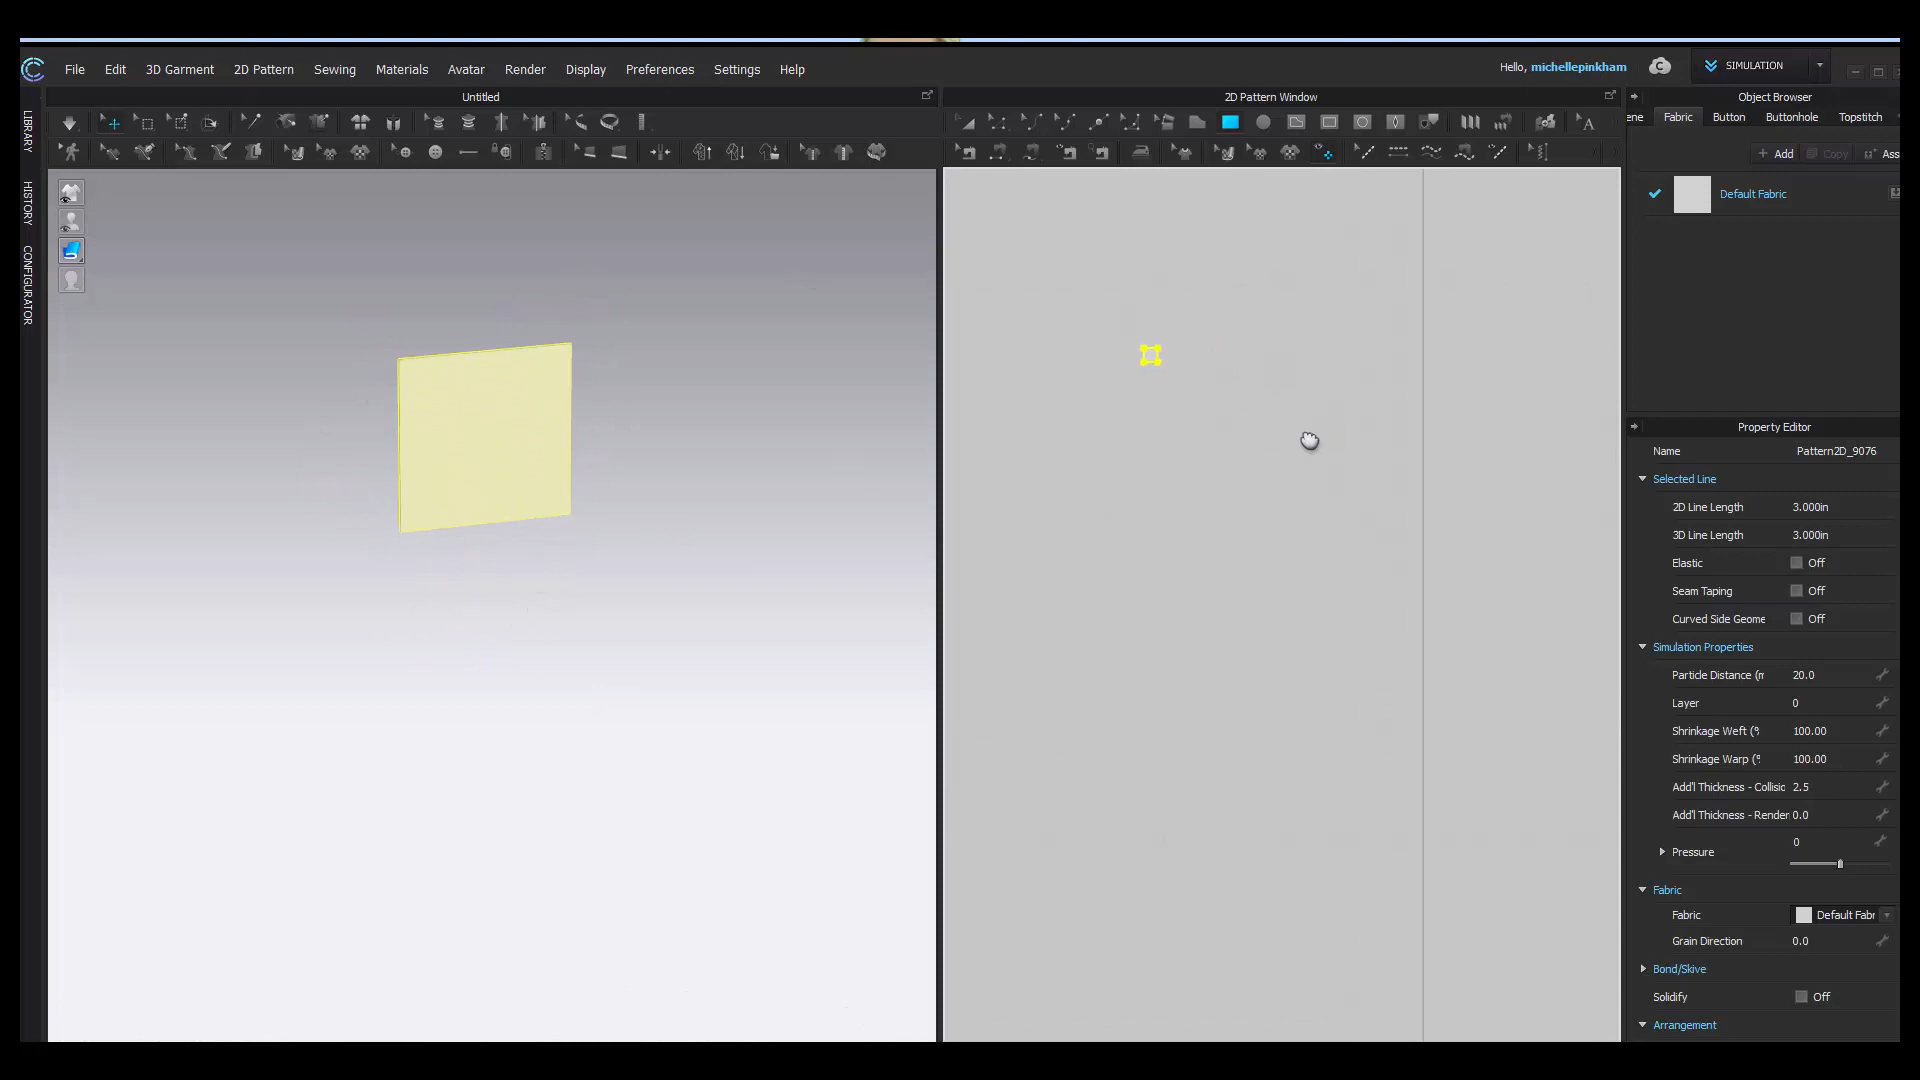 File Edit 3D Garment 2D Pattern Sewing Materials Avatar Render Display Preferences Settings Help Hello, michellepinkham SIMULATION
Untitled
2D Pattern Window
Object Browser
ene Fabric Button Buttonhole Topstitch
+ Add Copy Ass
Default Fabric
LIBRARY
HISTORY
CONFIGURATOR
Property Editor
Name Pattern2D_9076
Selected Line
2D Line Length 3.000in
3D Line Length 3.000in
Elastic Off
Seam Taping Off
Curved Side Geome Off
Simulation Properties
Particle Distance (m 20.0
Layer 0
Shrinkage Weft (% 100.00
Shrinkage Warp (% 100.00
Add'l Thickness - Collisic 2.5
Add'l Thickness - Render 0.0
Pressure 0
Fabric
Fabric Default Fabr
Grain Direction 0.0
Bond/Skive
Solidify Off
Arrangement